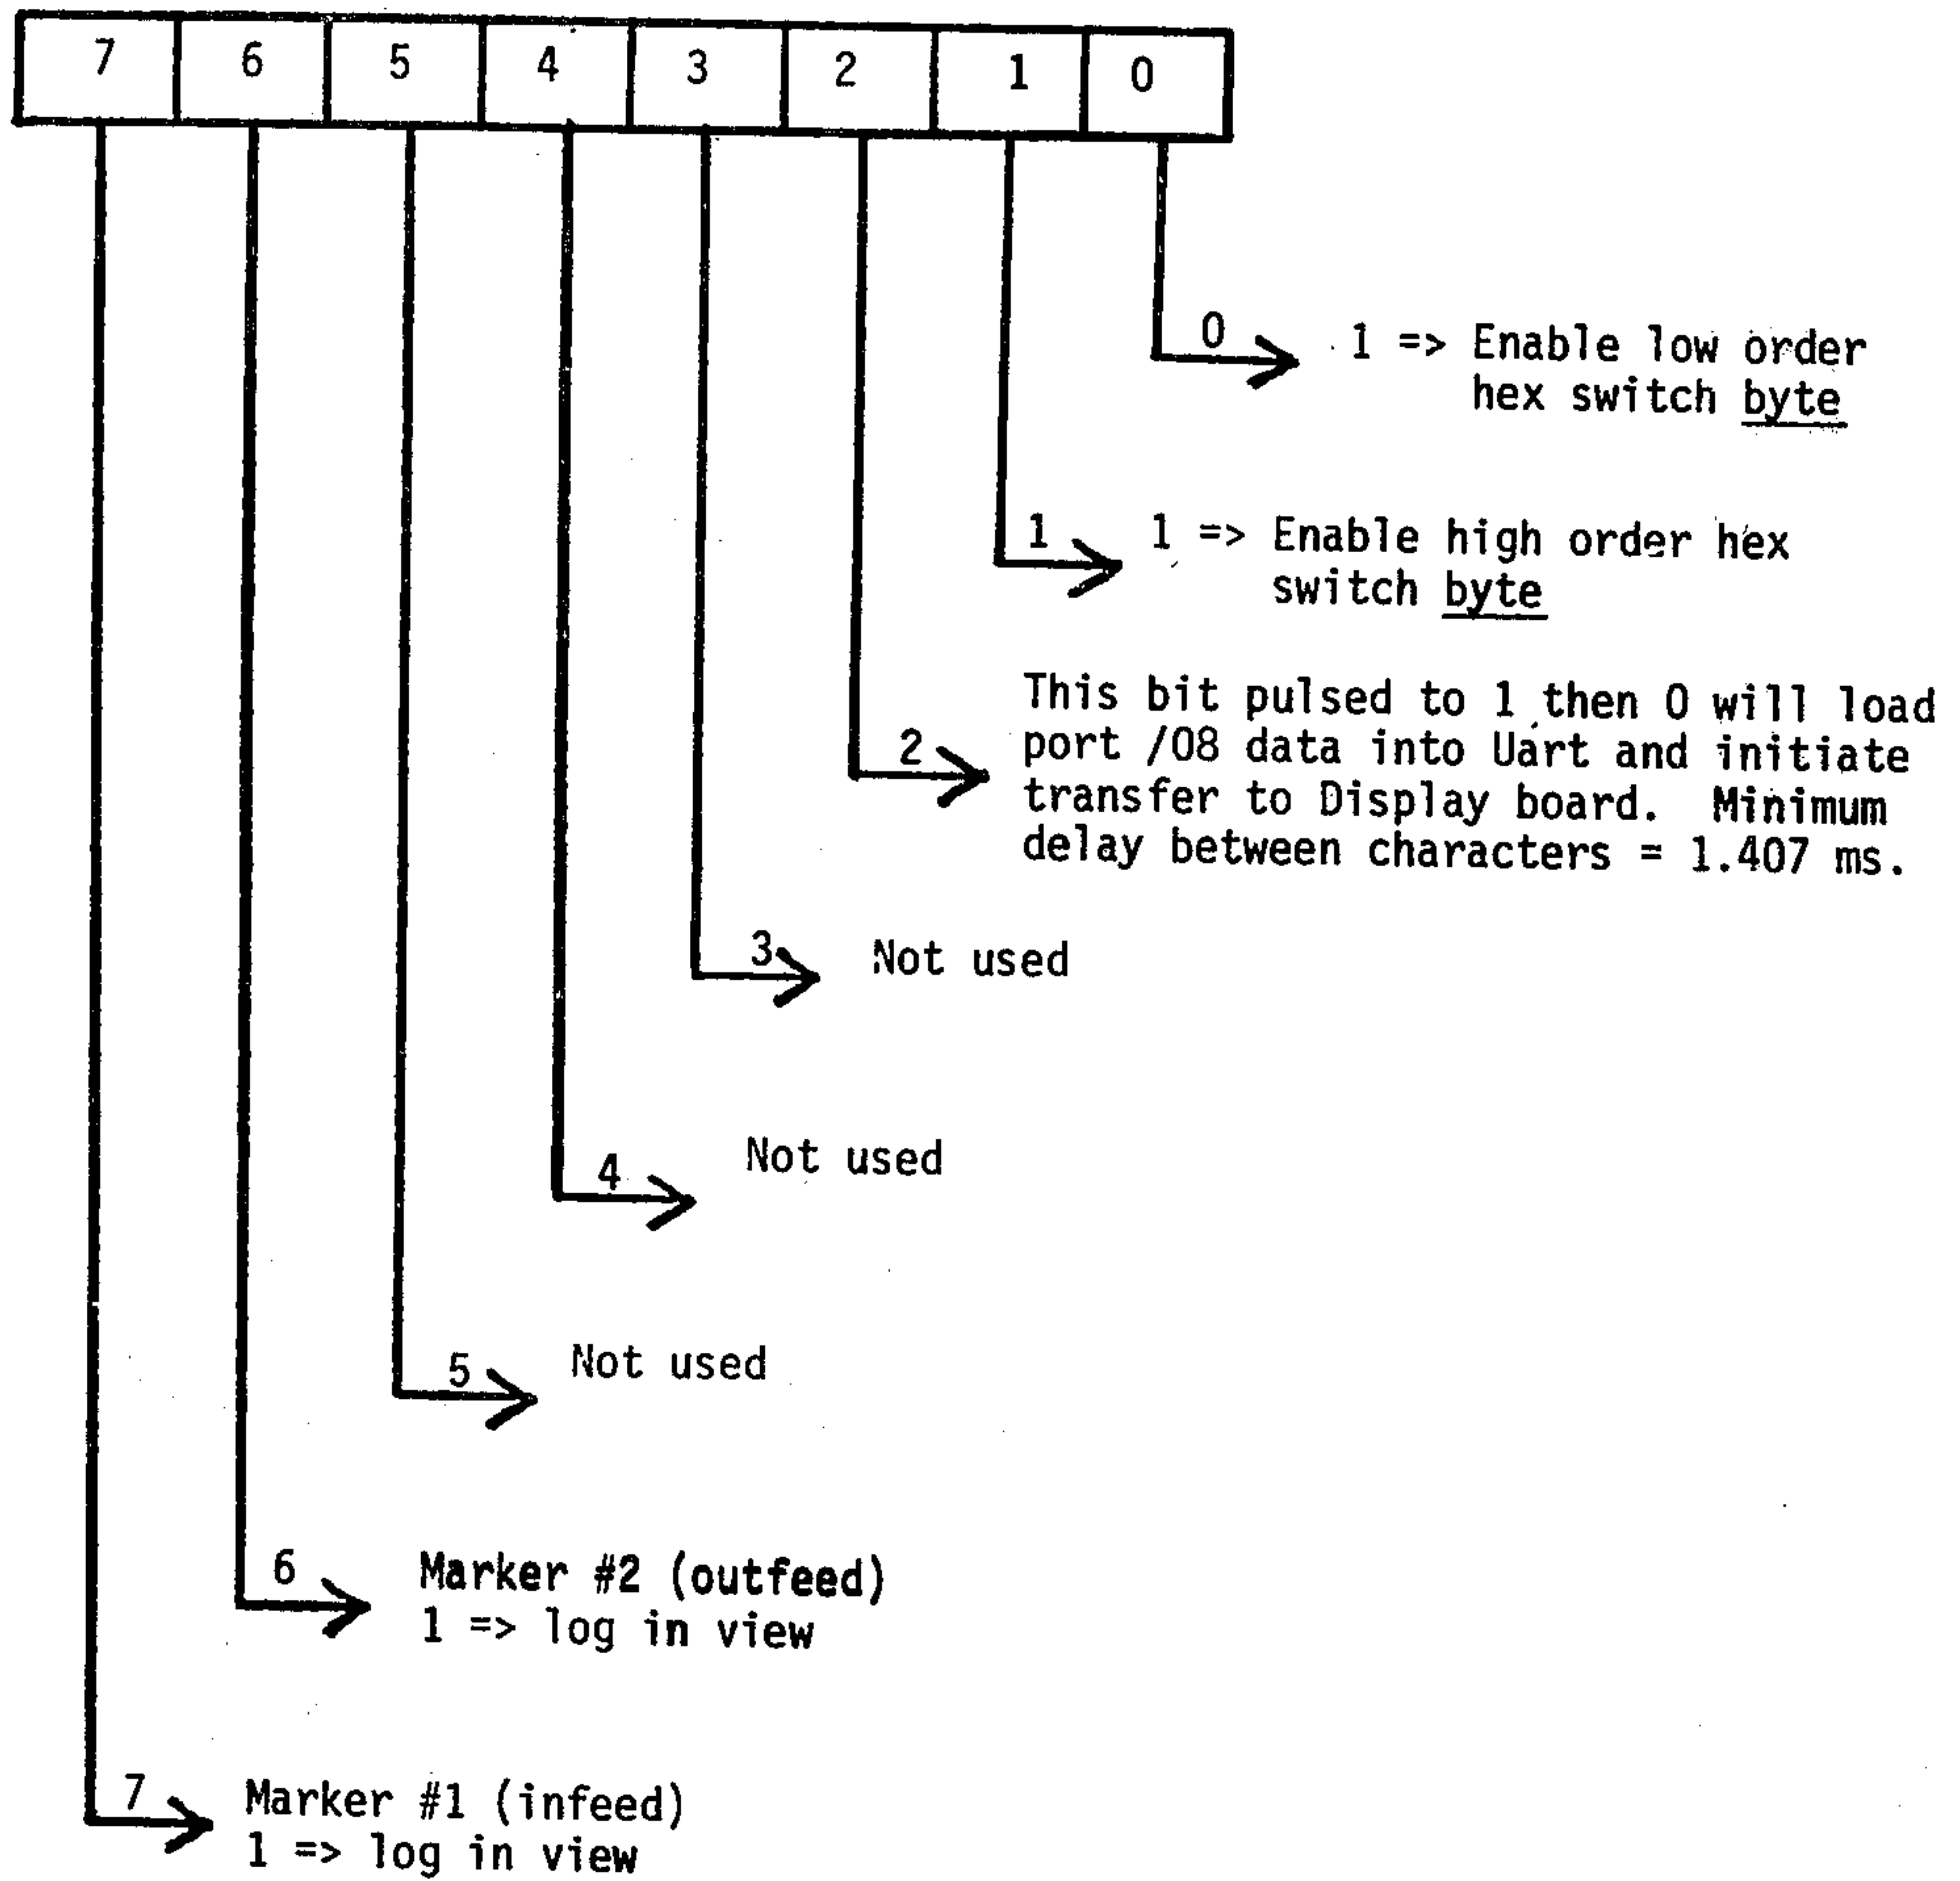 7 6 5 4 3 2 1 0
0 1 => Enable low order
hex switch byte
1 1 => Enable high order hex
switch byte
This bit pulsed to 1 then 0 will load
2 port /08 data into Uart and initiate
transfer to Display board. Minimum
delay between characters = 1.407 ms.
3 Not used
4 Not used
5 Not used
6 Marker #2 (outfeed)
1 => log in view
7 Marker #1 (infeed)
1 => log in view